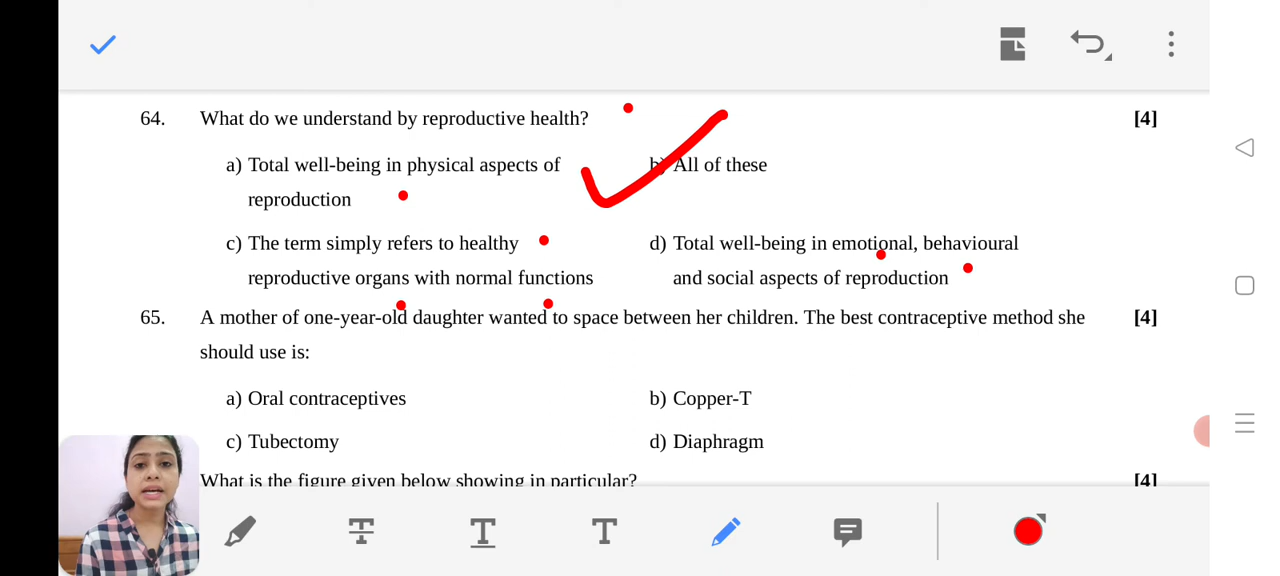 64. What do we understand by reproductive health? [4]
a) Total well-being in physical aspects of reproduction
b) All of these
c) The term simply refers to healthy reproductive organs with normal functions
d) Total well-being in emotional, behavioural and social aspects of reproduction
65. A mother of one-year-old daughter wanted to space between her children. The best contraceptive method she [4]
should use is:
a) Oral contraceptives
b) Copper-T
c) Tubectomy
d) Diaphragm
What is the figure given below showing in particular? [4]
T T T